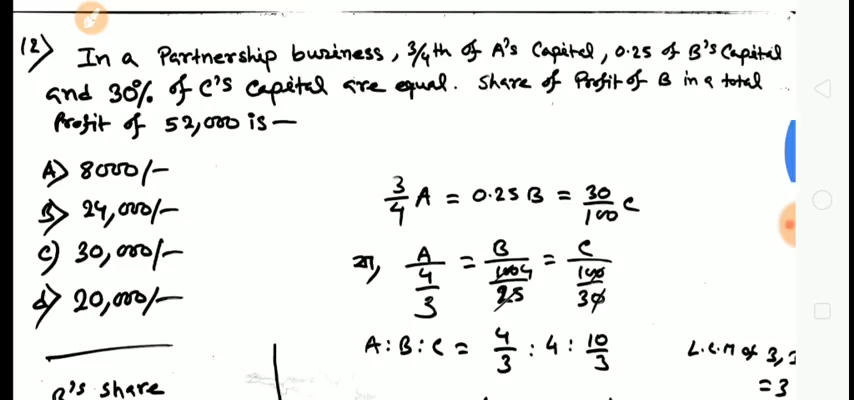 12) In a Partnership business, 3/4th of A's Capital, 0.25 of B's Capital
and 30% of C's Capital are equal. Share of Profit of B in a total
Profit of 52,000 is —
A) 8000/-
B) 24,000/-
C) 30,000/-
d) 20,000/-
3/4 A = 0.25 B = 30/100 C
বা, A/(4/3) = B/(100 4/25) = C/(100/30)
A : B : C = 4/3 : 4 : 10/3
L.C.M of 3,
= 3
B's share